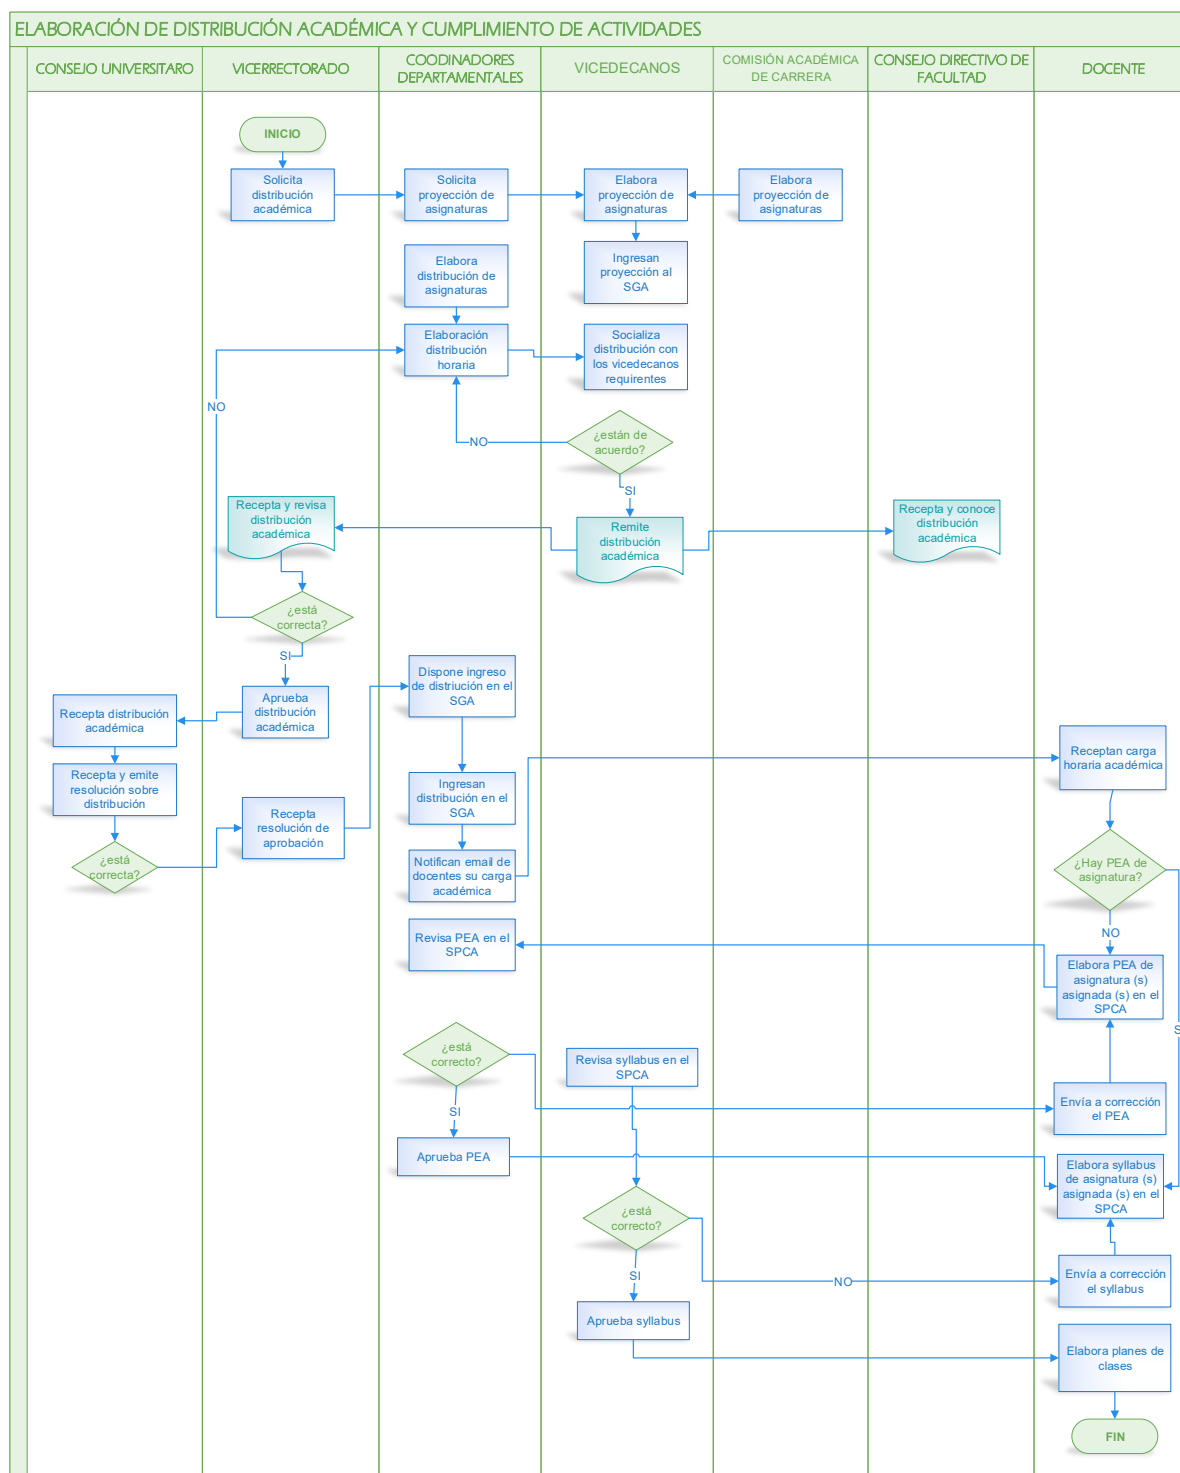 ELABORACIÓN DE DISTRIBUCIÓN ACADÉMICA Y CUMPLIMIENTO DE ACTIVIDADES
CONSEJO UNIVERSITARO
VICERRECTORADO
COODINADORES
DEPARTAMENTALES
VICEDECANOS
COMISIÓN ACADÉMICA
DE CARRERA
CONSEJO DIRECTIVO DE
FACULTAD
DOCENTE
INICIO
Solicita
distribución
académica
Solicita
proyección de
asignaturas
Elabora
proyección de
asignaturas
Elabora
proyección de
asignaturas
Elabora
distribución de
asignaturas
Ingresan
proyección al
SGA
Elaboración
distribución
horaria
Socializa
distribución con
los vicedecanos
requirentes
NO
¿están de
acuerdo?
NO
SI
Recepta y revisa
distribución
académica
Remite
distribución
académica
Recepta y conoce
distribución
académica
¿está
correcta?
SI
Dispone ingreso
de distriución en el
SGA
Aprueba
distribución
académica
Recepta distribución
académica
Receptan carga
horaria académica
Recepta y emite
resolución sobre
distribución
Ingresan
distribución en el
SGA
Recepta
resolución de
aprobación
¿está
correcta?
Notifican email de
docentes su carga
académica
¿Hay PEA de
asignatura?
NO
Revisa PEA en el
SPCA
Elabora PEA de
asignatura (s)
asignada (s) en el
SPCA
S
¿está
correcto?
Revisa syllabus en el
SPCA
SI
Envía a corrección
el PEA
Aprueba PEA
Elabora syllabus
de asignatura (s)
asignada (s) en el
SPCA
¿está
correcto?
SI
NO
Envía a corrección
el syllabus
Aprueba syllabus
Elabora planes de
clases
FIN